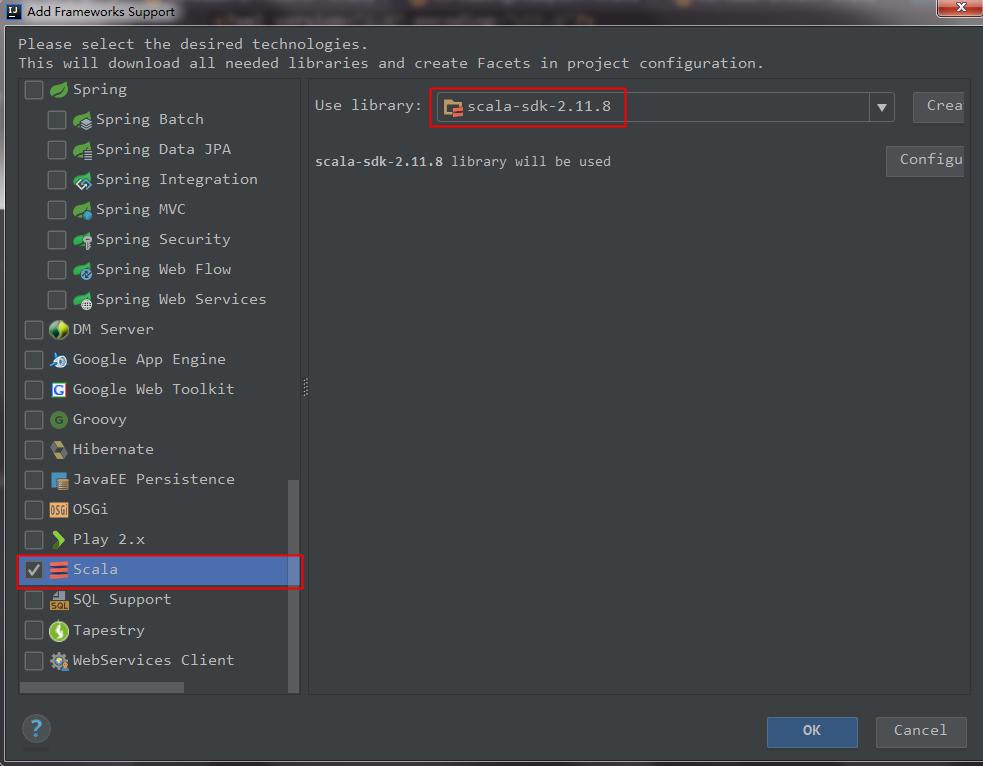 Add Frameworks Support
Please select the desired technologies.
This will download all needed libraries and create Facets in project configuration.
Spring
Spring Batch
Spring Data JPA
Spring Integration
Spring MVC
Spring Security
Spring Web Flow
Spring Web Services
DM Server
Google App Engine
Google Web Toolkit
Groovy
Hibernate
JavaEE Persistence
OSGi
Play 2.x
Scala
SQL Support
Tapestry
WebServices Client
Use library: scala-sdk-2.11.8 Crea
scala-sdk-2.11.8 library will be used Configu
? OK Cancel